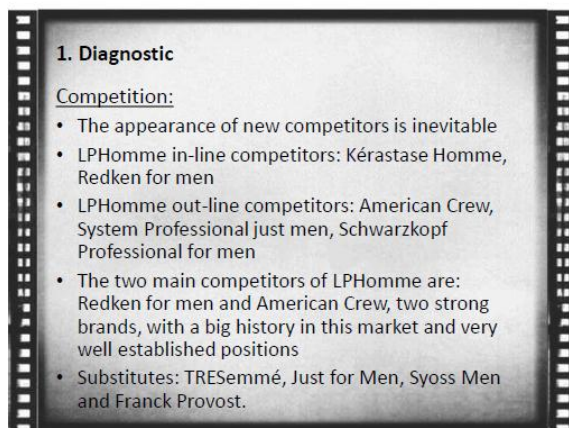 1. Diagnostic
Competition:
• The appearance of new competitors is inevitable
• LPHomme in-line competitors: Kérastase Homme,
Redken for men
• LPHomme out-line competitors: American Crew,
System Professional just men, Schwarzkopf
Professional for men
• The two main competitors of LPHomme are:
Redken for men and American Crew, two strong
brands, with a big history in this market and very
well established positions
• Substitutes: TRESemmé, Just for Men, Syoss Men
and Franck Provost.